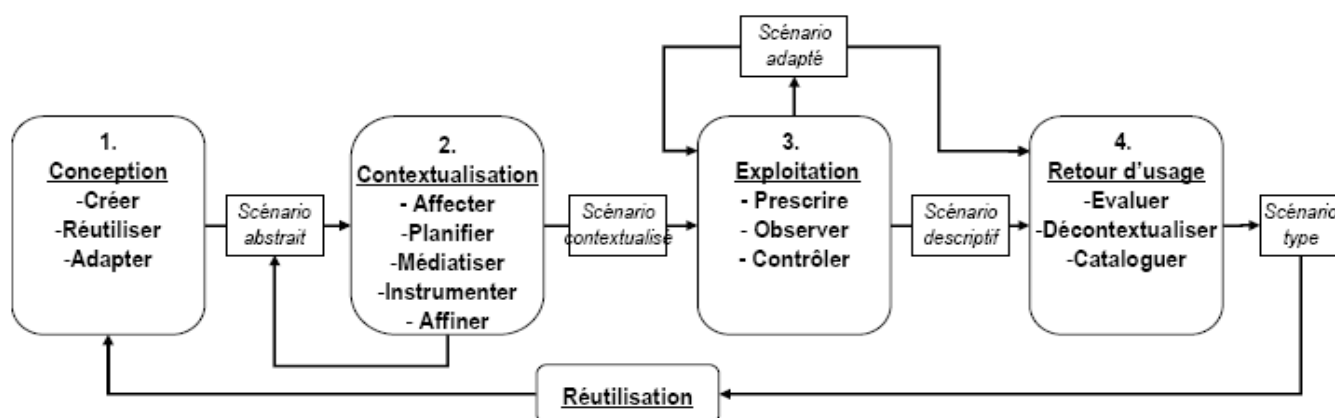 Scénario
adapté
1.
Conception
-Créer
-Réutiliser
-Adapter
Scénario
abstrait
2.
Contextualisation
- Affecter
-Planifier
-Médiatiser
-Instrumenter
- Affiner
Scénario
contextualisé
3.
Exploitation
- Prescrire
- Observer
- Contrôler
Scénario
descriptif
4.
Retour d'usage
-Evaluer
-Décontextualiser
-Cataloguer
Scénario
type
Réutilisation